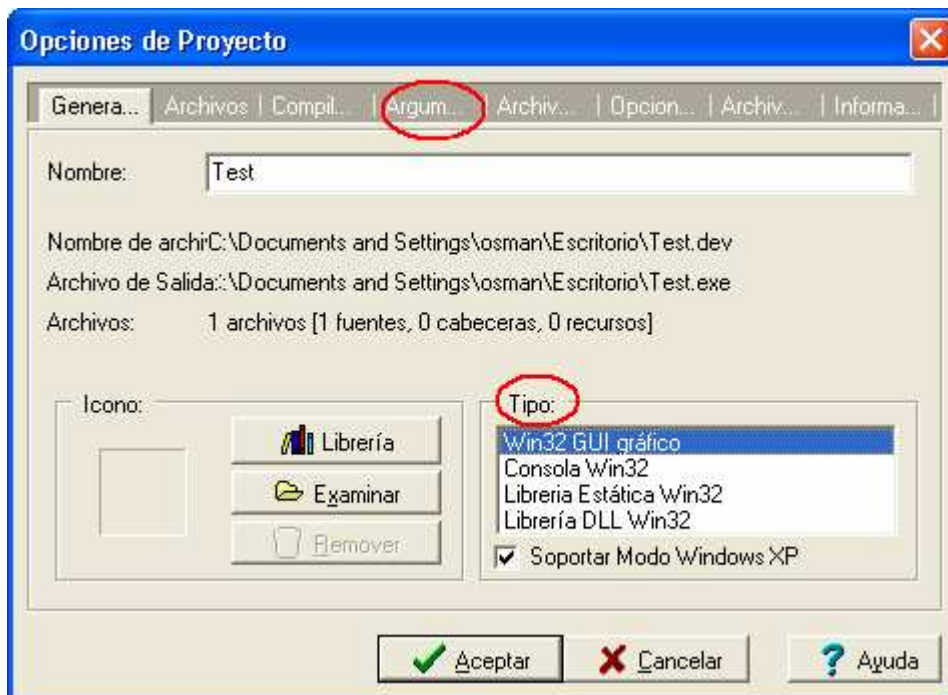 Opciones de Proyecto
Genera... Archivos | Compil... | Argum... Archiv... | Opcion... | Archiv... | Informa... |
Nombre: Test
Nombre de archi C:\Documents and Settings\osman\Escritorio\Test.dev
Archivo de Salida: :\Documents and Settings\osman\Escritorio\Test.exe
Archivos: 1 archivos [1 fuentes, 0 cabeceras, 0 recursos]
Icono:
Librería
Examinar
Remover
Tipo:
Win32 GUI gráfico
Consola Win32
Libreria Estática Win32
Librería DLL Win32
Soportar Modo Windows XP
Aceptar Cancelar Ayuda